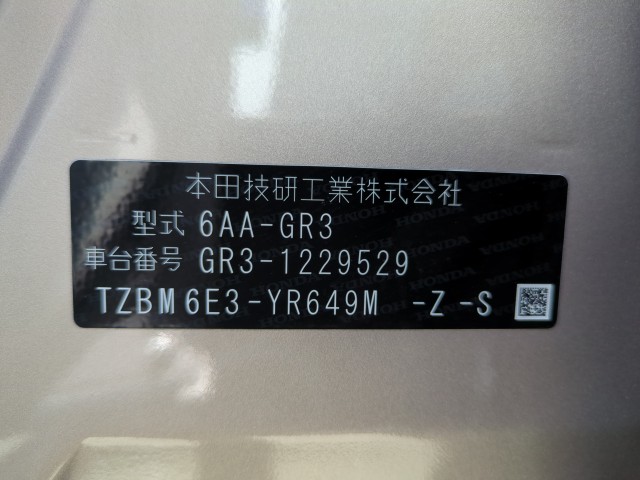 本田技研工業株式会社
型式 6AA-GR3
車台番号 GR3-1229529
TZBM6E3-YR649M -Z-S